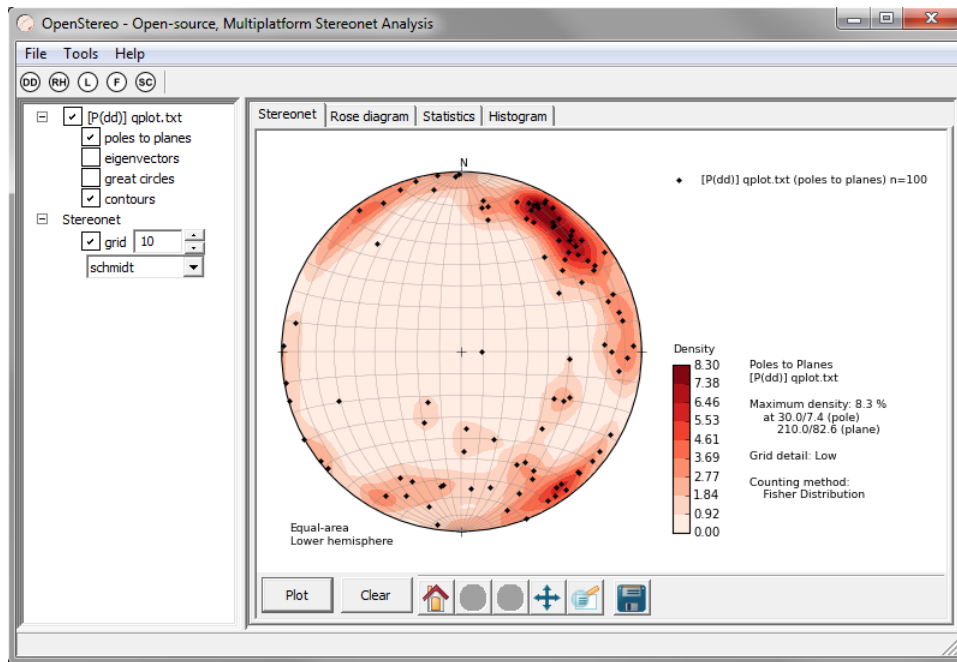 OpenStereo - Open-source, Multiplatform Stereonet Analysis
File Tools Help
DD RH L F SC
[P(dd)] qplot.txt
poles to planes
eigenvectors
great circles
contours
Stereonet
grid 10
schmidt
Stereonet Rose diagram Statistics Histogram
N
[P(dd)] qplot.txt (poles to planes) n=100
Equal-area
Lower hemisphere
Density
8.30
7.38
6.46
5.53
4.61
3.69
2.77
1.84
0.92
0.00
Poles to Planes
[P(dd)] qplot.txt
Maximum density: 8.3 %
at 30.0/7.4 (pole)
210.0/82.6 (plane)
Grid detail: Low
Counting method:
Fisher Distribution
Plot Clear